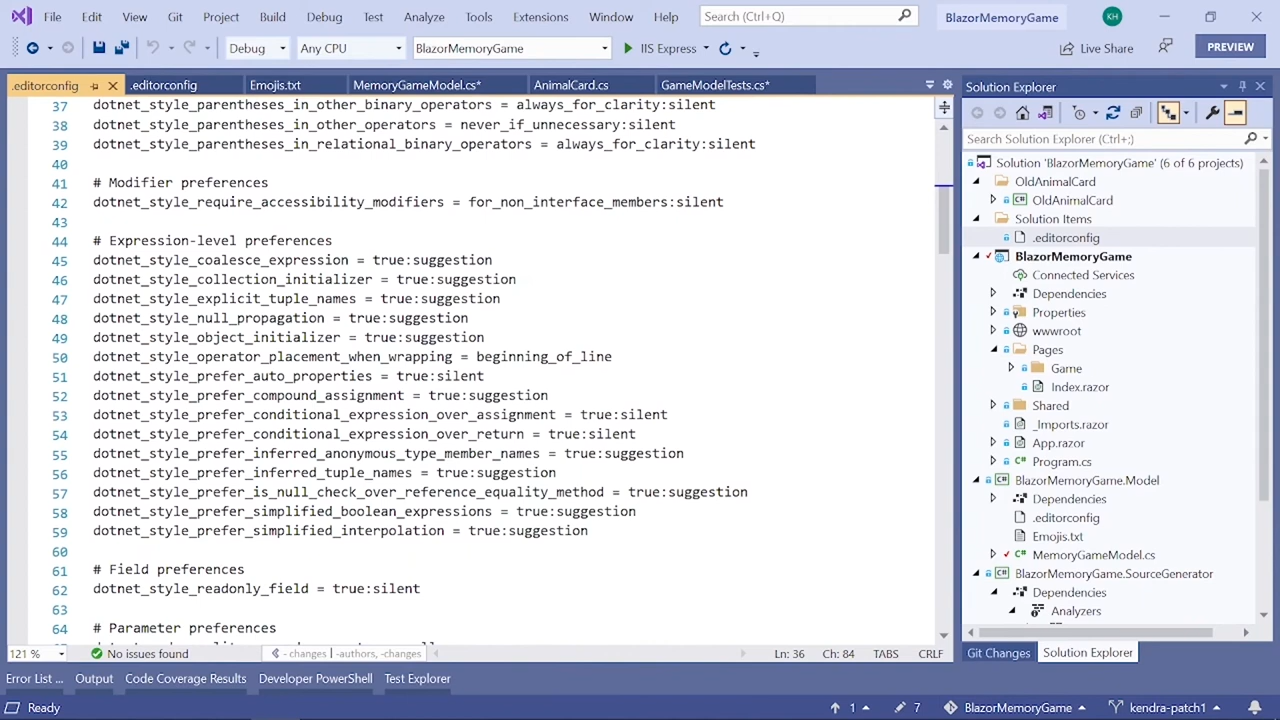 File Edit View Git Project Build Debug Test Analyze Tools Extensions Window Help Search (Ctrl+Q) BlazorMemoryGame KH
Debug Any CPU BlazorMemoryGame IIS Express Live Share PREVIEW
.editorconfig .editorconfig Emojis.txt MemoryGameModel.cs* AnimalCard.cs GameModelTests.cs*
37 dotnet_style_parentheses_in_other_binary_operators = always_for_clarity:silent
38 dotnet_style_parentheses_in_other_operators = never_if_unnecessary:silent
39 dotnet_style_parentheses_in_relational_binary_operators = always_for_clarity:silent
40
41 # Modifier preferences
42 dotnet_style_require_accessibility_modifiers = for_non_interface_members:silent
43
44 # Expression-level preferences
45 dotnet_style_coalesce_expression = true:suggestion
46 dotnet_style_collection_initializer = true:suggestion
47 dotnet_style_explicit_tuple_names = true:suggestion
48 dotnet_style_null_propagation = true:suggestion
49 dotnet_style_object_initializer = true:suggestion
50 dotnet_style_operator_placement_when_wrapping = beginning_of_line
51 dotnet_style_prefer_auto_properties = true:silent
52 dotnet_style_prefer_compound_assignment = true:suggestion
53 dotnet_style_prefer_conditional_expression_over_assignment = true:silent
54 dotnet_style_prefer_conditional_expression_over_return = true:silent
55 dotnet_style_prefer_inferred_anonymous_type_member_names = true:suggestion
56 dotnet_style_prefer_inferred_tuple_names = true:suggestion
57 dotnet_style_prefer_is_null_check_over_reference_equality_method = true:suggestion
58 dotnet_style_prefer_simplified_boolean_expressions = true:suggestion
59 dotnet_style_prefer_simplified_interpolation = true:suggestion
60
61 # Field preferences
62 dotnet_style_readonly_field = true:silent
63
64 # Parameter preferences
121 % No issues found - changes | -authors, -changes Ln: 36 Ch: 84 TABS CRLF
Solution Explorer
Search Solution Explorer (Ctrl+;)
Solution 'BlazorMemoryGame' (6 of 6 projects)
OldAnimalCard
OldAnimalCard
Solution Items
.editorconfig
BlazorMemoryGame
Connected Services
Dependencies
Properties
wwwroot
Pages
Game
Index.razor
Shared
_Imports.razor
App.razor
Program.cs
BlazorMemoryGame.Model
Dependencies
.editorconfig
Emojis.txt
MemoryGameModel.cs
BlazorMemoryGame.SourceGenerator
Dependencies
Analyzers
Git Changes Solution Explorer
Error List ... Output Code Coverage Results Developer PowerShell Test Explorer
Ready 1 7 BlazorMemoryGame kendra-patch1